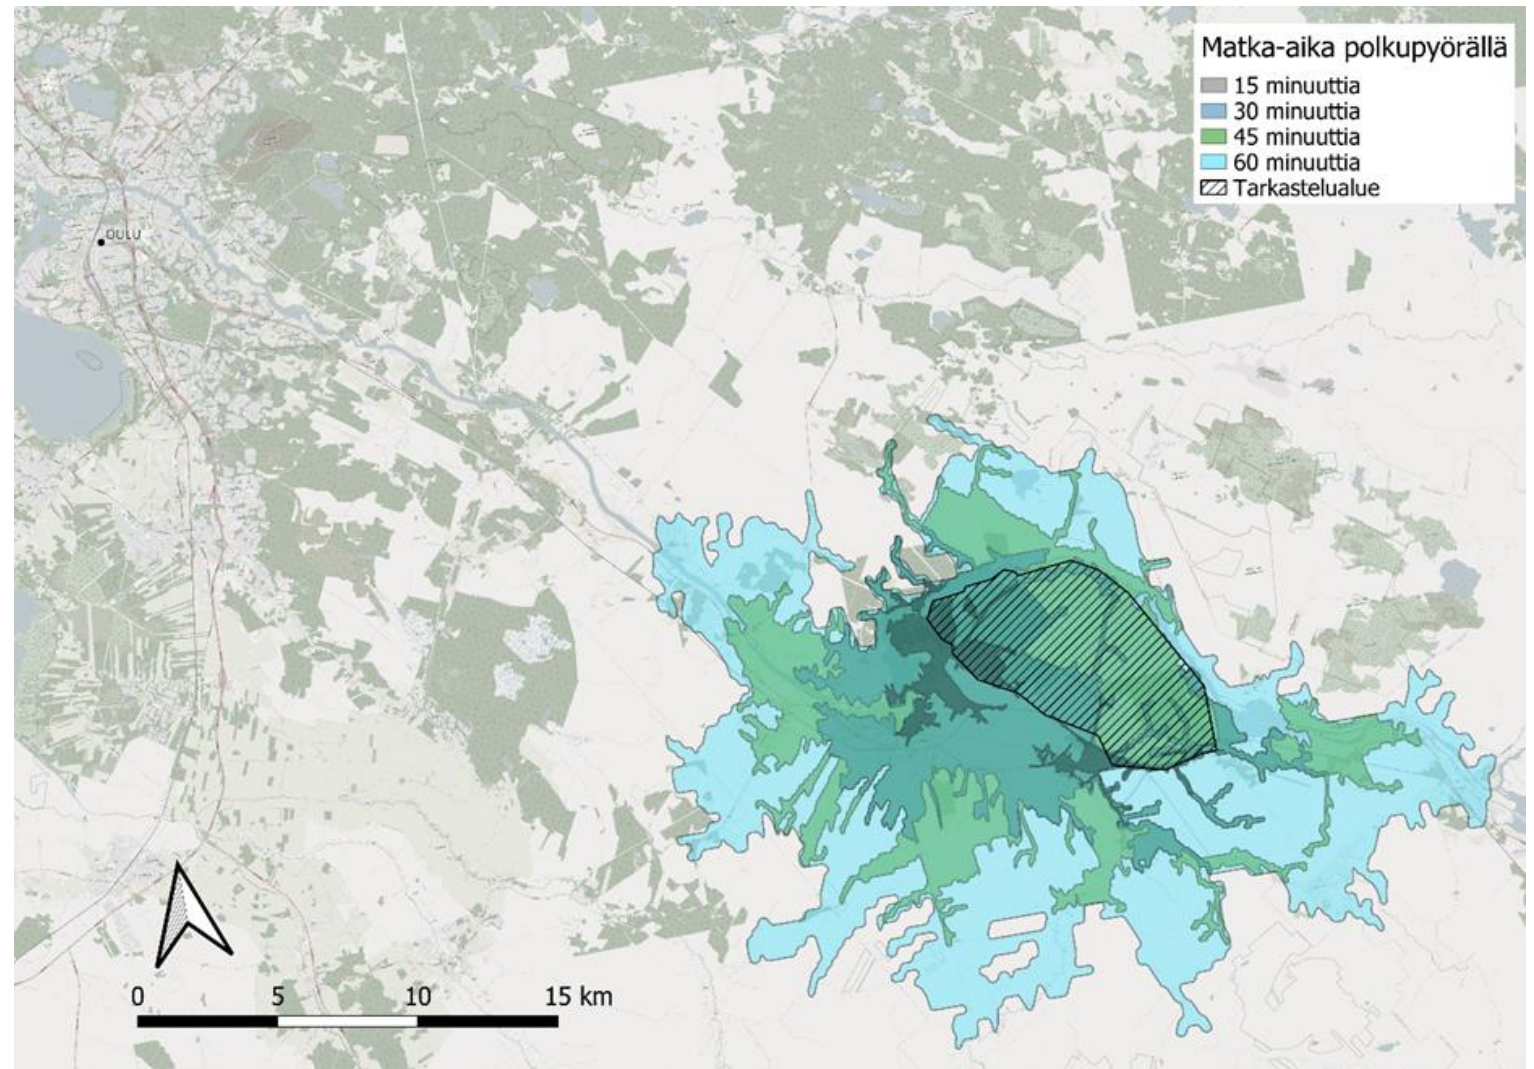 Matka-aika polkupyörällä
15 minuuttia
30 minuuttia
45 minuuttia
60 minuuttia
Tarkastelualue
OULU
0 5 10 15 km